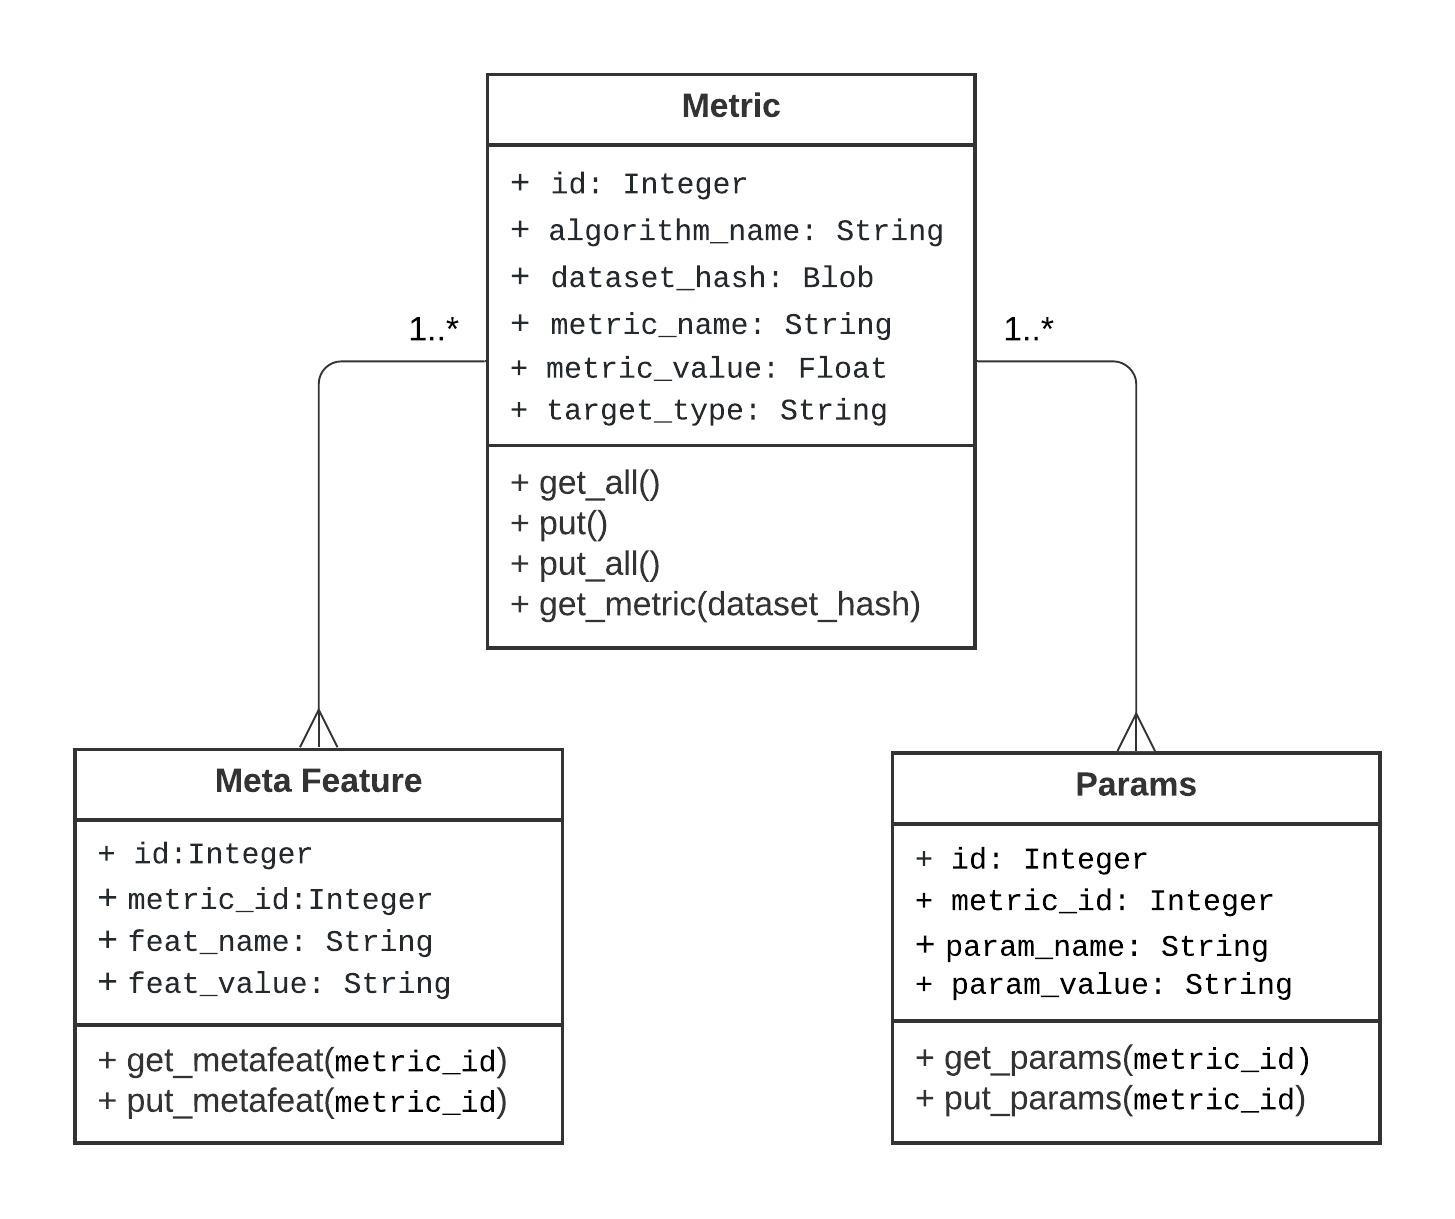 Metric
+ id: Integer
+ algorithm_name: String
+ dataset_hash: Blob
+ metric_name: String
+ metric_value: Float
+ target_type: String
+ get_all()
+ put()
+ put_all()
+ get_metric(dataset_hash)
1..*
1..*
Meta Feature
+ id:Integer
+ metric_id:Integer
+ feat_name: String
+ feat_value: String
+ get_metafeat(metric_id)
+ put_metafeat(metric_id)
Params
+ id: Integer
+ metric_id: Integer
+ param_name: String
+ param_value: String
+ get_params(metric_id)
+ put_params(metric_id)